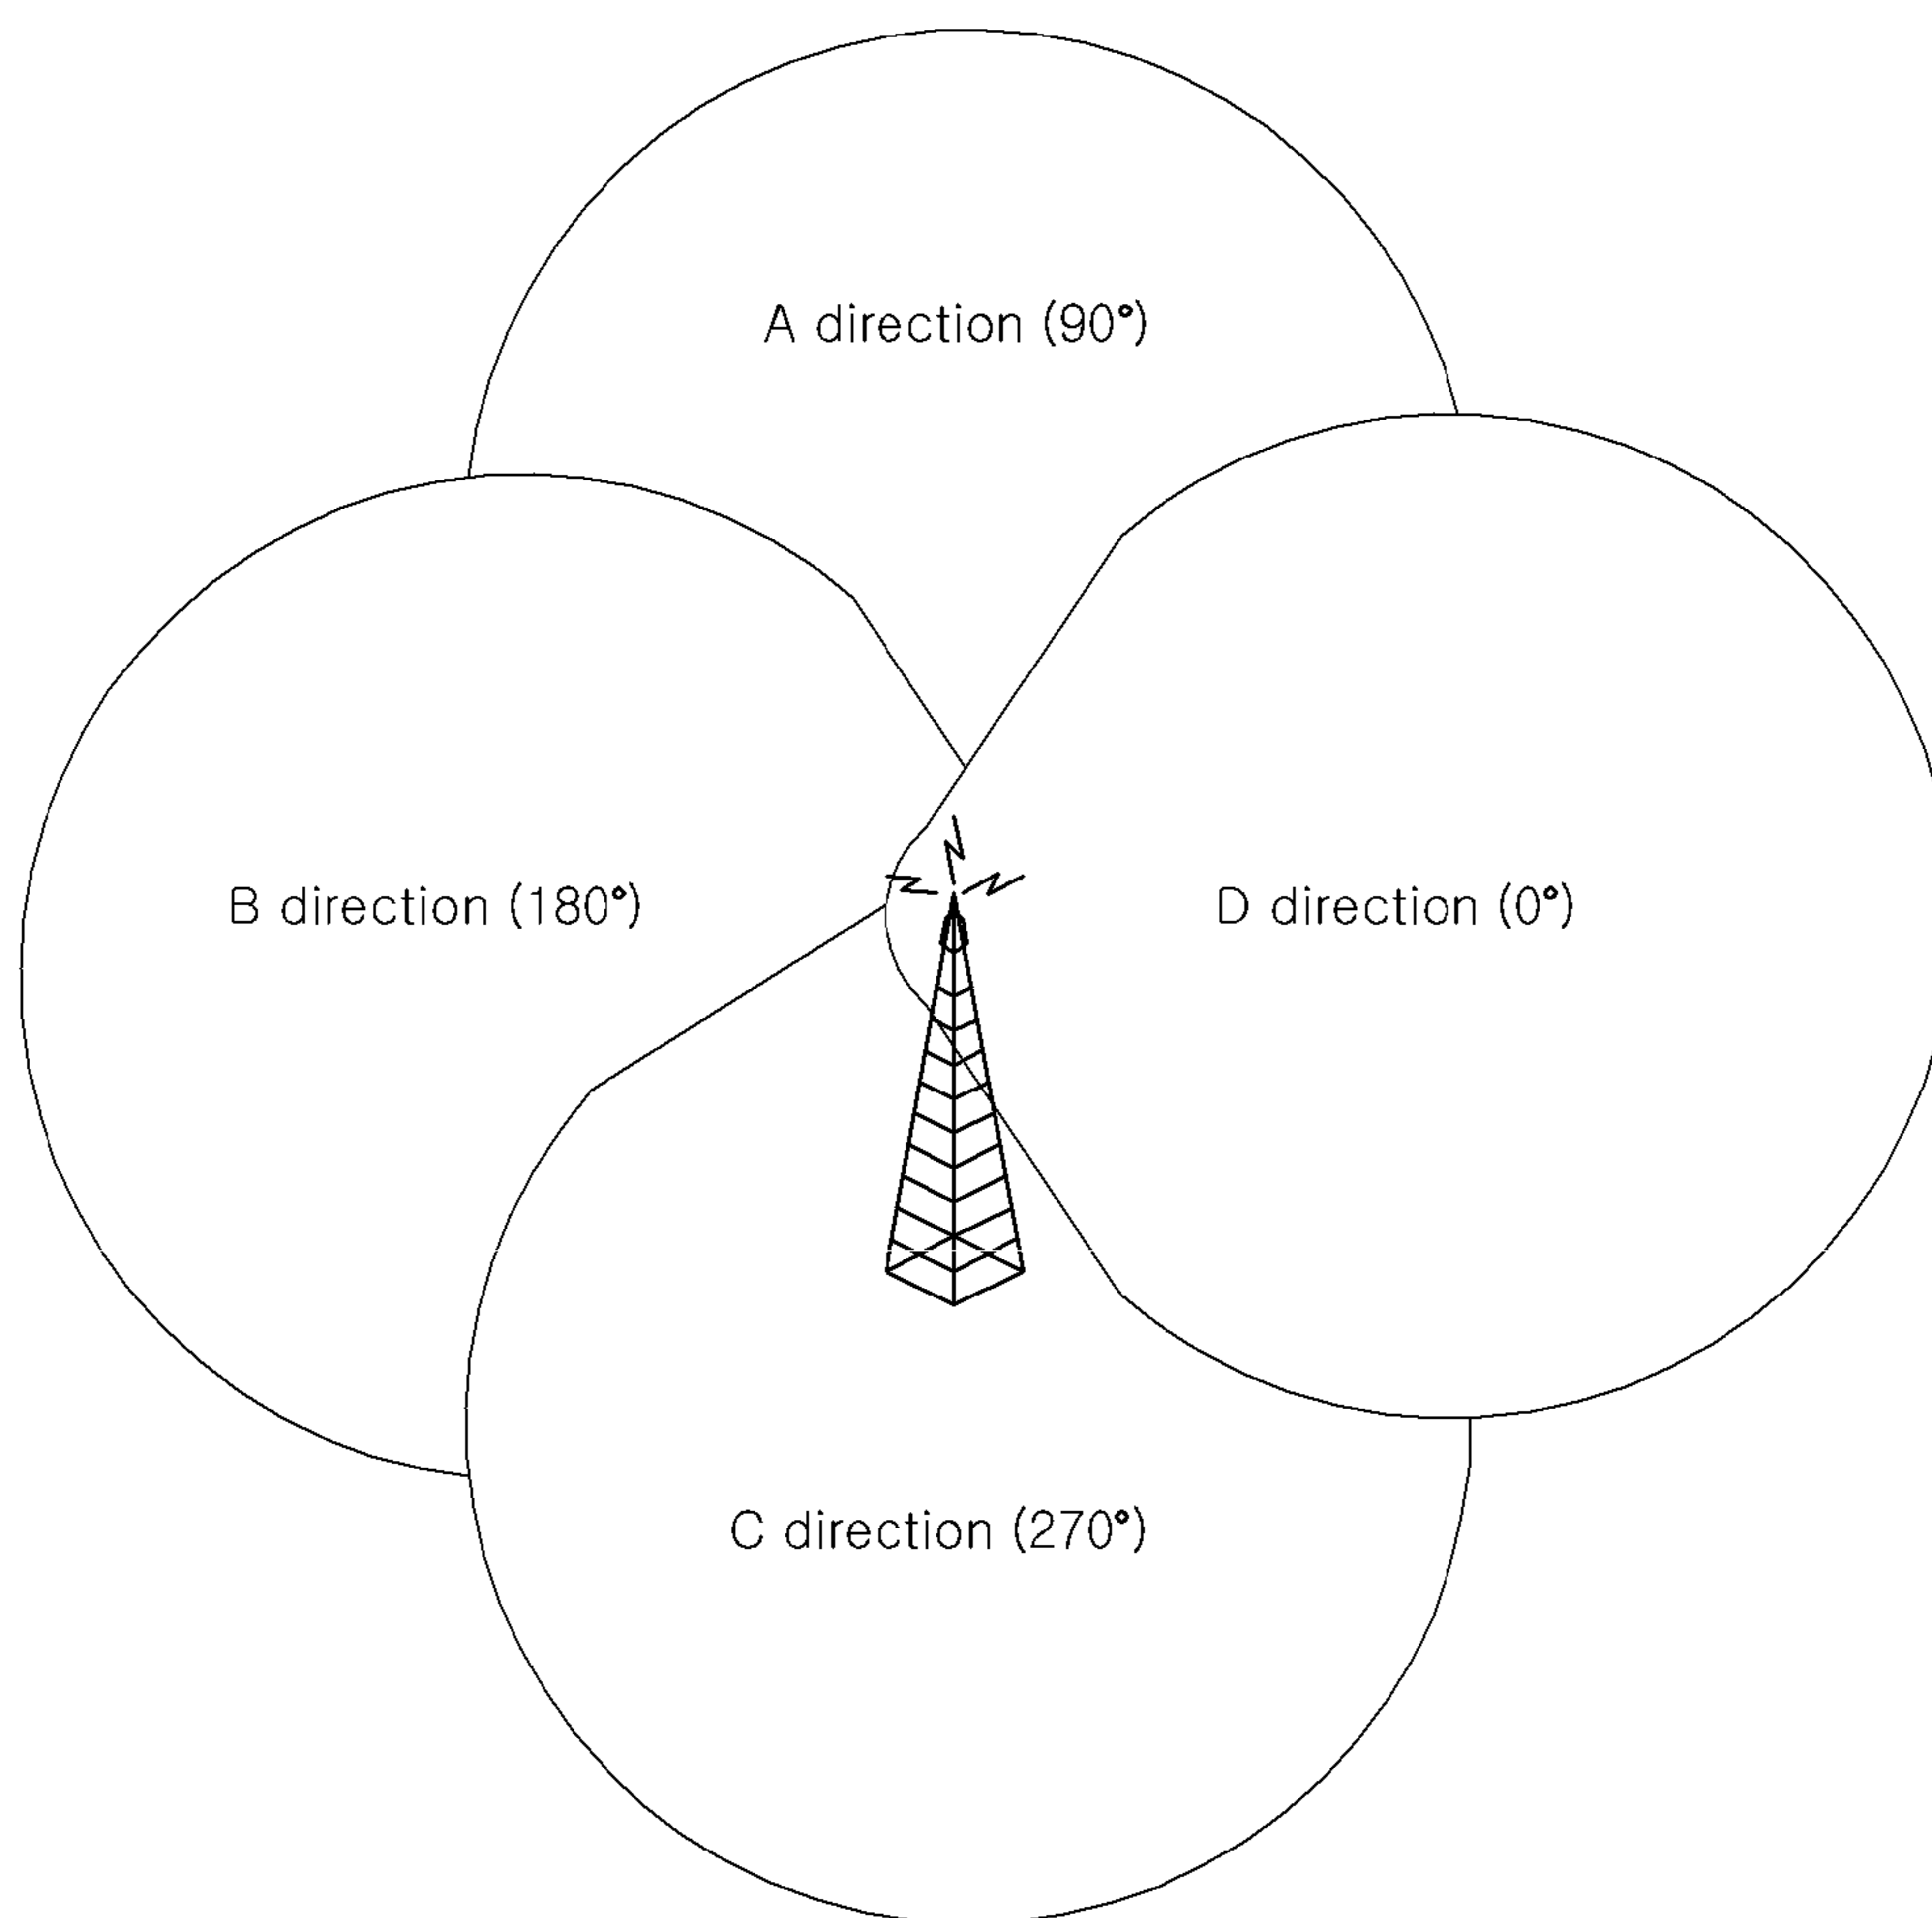 A direction (90°)
B direction (180°)
D direction (0°)
C direction (270°)